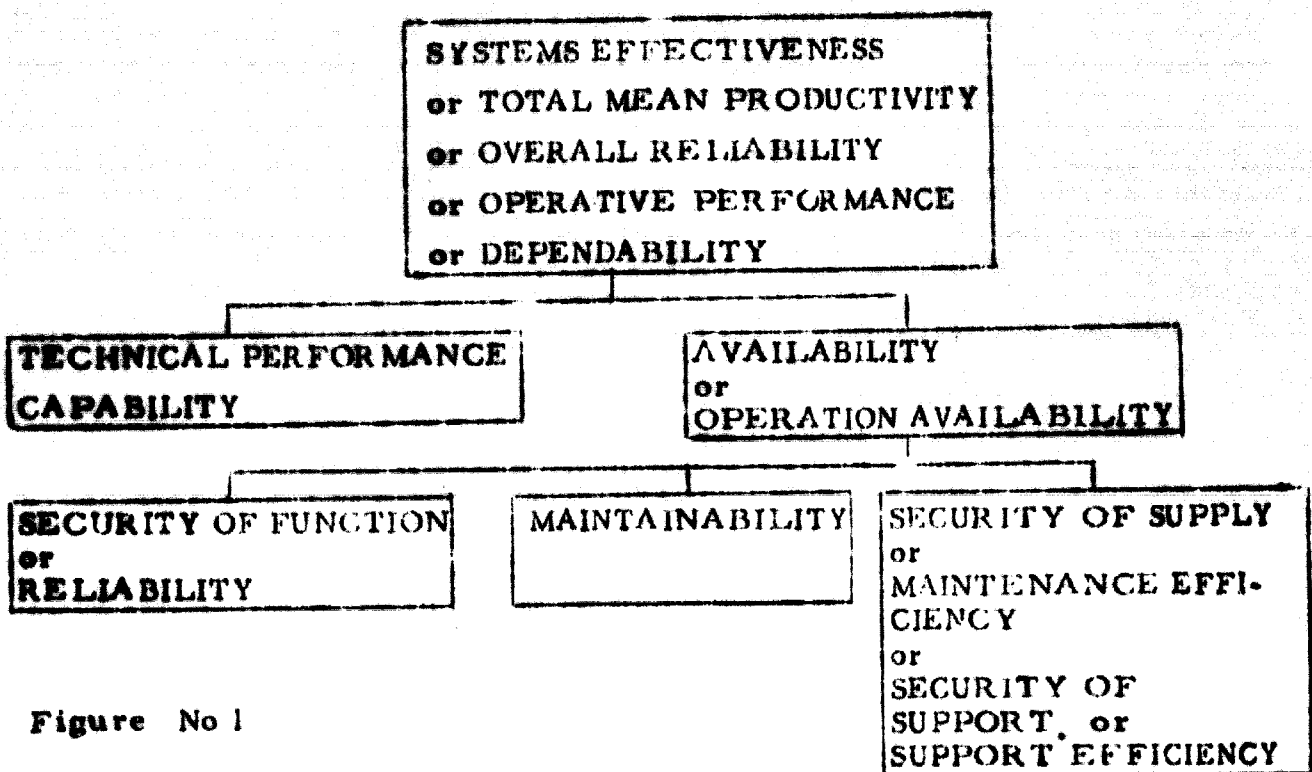 SYSTEMS EFFECTIVENESS
or TOTAL MEAN PRODUCTIVITY
or OVERALL RELIABILITY
or OPERATIVE PERFORMANCE
or DEPENDABILITY
TECHNICAL PERFORMANCE
CAPABILITY
AVAILABILITY
or
OPERATION AVAILABILITY
SECURITY OF FUNCTION
or
RELIABILITY
MAINTAINABILITY
SECURITY OF SUPPLY
or
MAINTENANCE EFFI-
CIENCY
or
SECURITY OF
SUPPORT. or
SUPPORT EFFICIENCY
Figure No 1